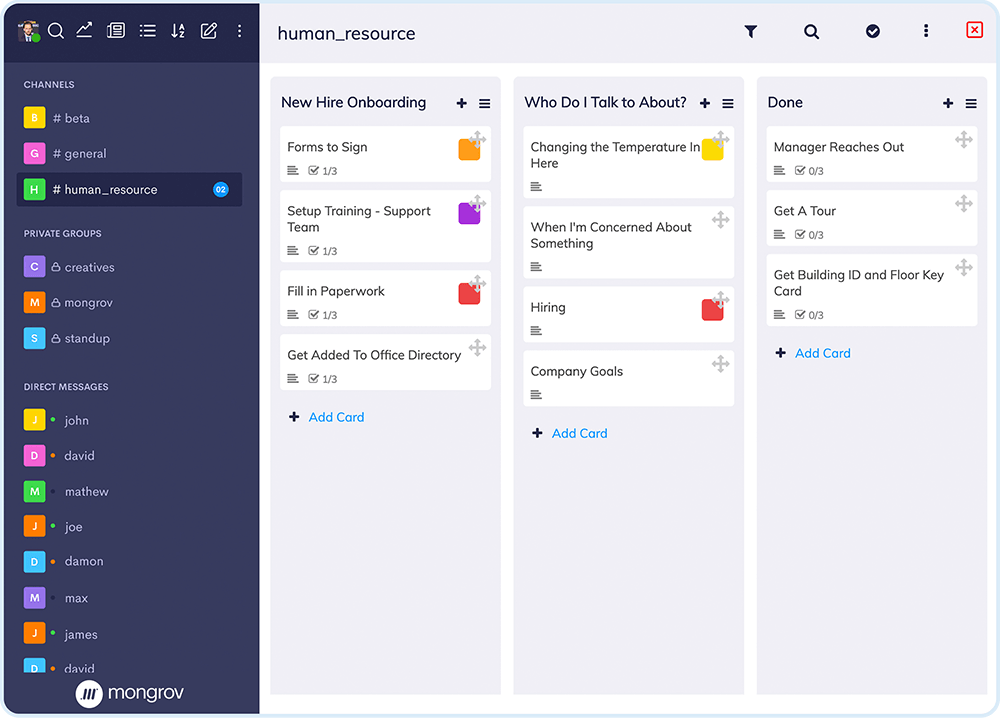 CHANNELS
B # beta
G # general
H # human_resource 02
PRIVATE GROUPS
C creatives
M mongrov
S standup
DIRECT MESSAGES
J john
D david
M mathew
J joe
D damon
M max
J james
D david
mongrov
human_resource
New Hire Onboarding
Forms to Sign
1/3
Setup Training - Support
Team
1/3
Fill in Paperwork
1/3
Get Added To Office Directory
1/3
Add Card
Who Do I Talk to About?
Changing the Temperature In
Here
When I'm Concerned About
Something
Hiring
Company Goals
Add Card
Done
Manager Reaches Out
0/3
Get A Tour
0/3
Get Building ID and Floor Key
Card
0/3
Add Card